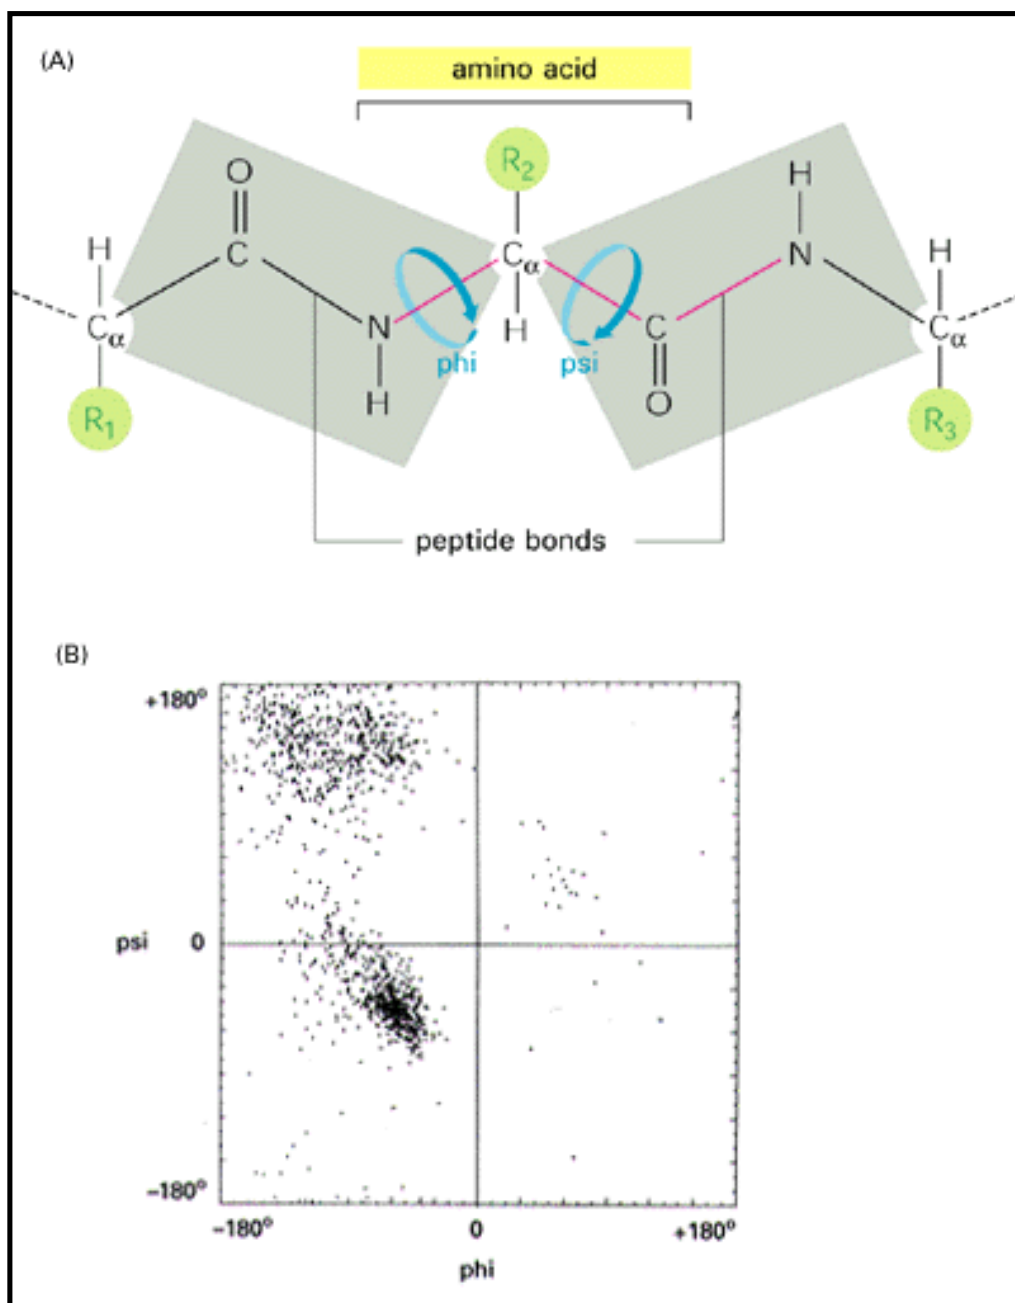 (A)
amino acid
R2
O
H
H
C
Cα
H
N
H
Cα
N
C
Cα
phi
psi
H
O
R1
R3
peptide bonds
(B)
+180°
psi 0
–180°
–180° 0 +180°
phi